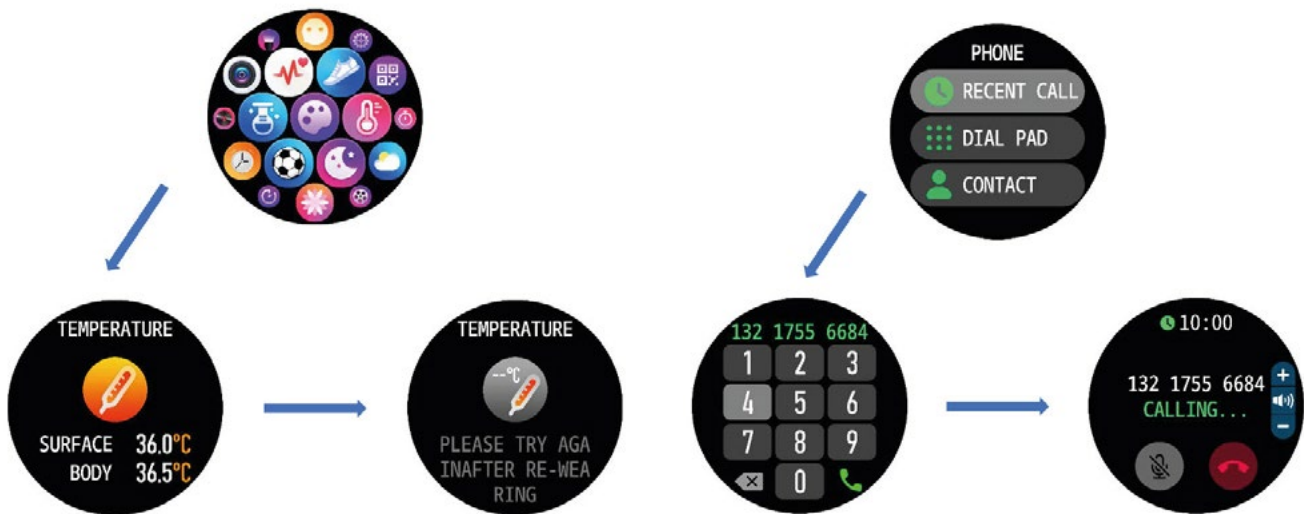 PHONE
RECENT CALL
DIAL PAD
CONTACT
TEMPERATURE
SURFACE 36.0°C
BODY 36.5°C
TEMPERATURE
--°C
PLEASE TRY AGA
INAFTER RE-WEA
RING
132 1755 6684
1 2 3
4 5 6
7 8 9
0
10:00
132 1755 6684
CALLING...
+
−